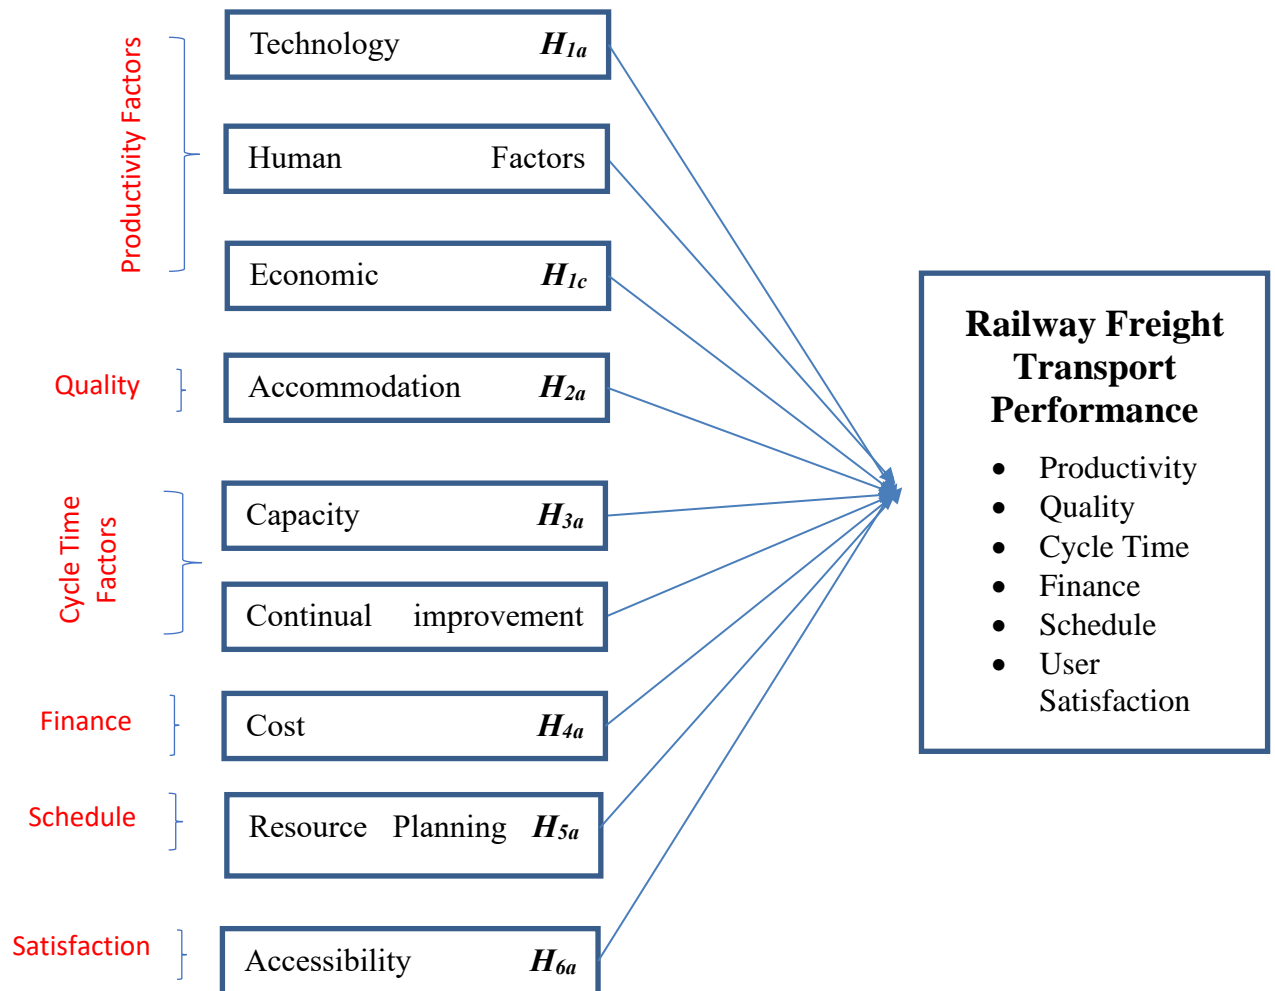 Productivity Factors
Technology H1a
Human Factors
Economic H1c
Quality
Accommodation H2a
Cycle Time
Factors
Capacity H3a
Continual improvement
Finance
Cost H4a
Schedule
Resource Planning H5a
Satisfaction
Accessibility H6a
Railway Freight
Transport
Performance
• Productivity
• Quality
• Cycle Time
• Finance
• Schedule
• User
Satisfaction